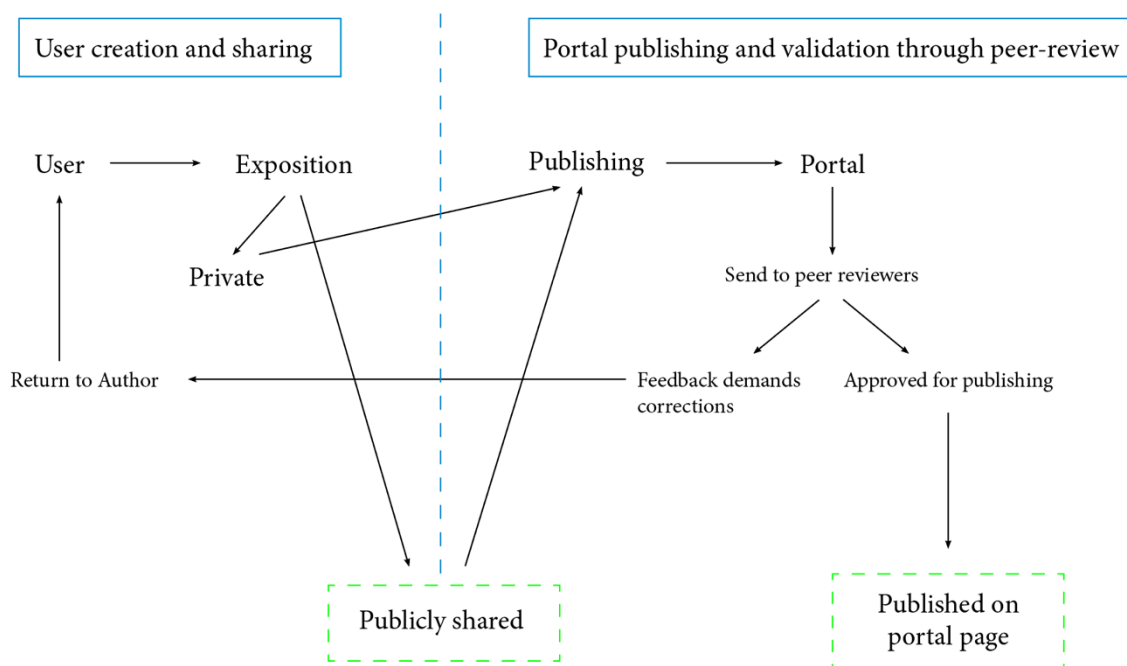 User creation and sharing
Portal publishing and validation through peer-review
User
Exposition
Publishing
Portal
Private
Send to peer reviewers
Return to Author
Feedback demands
corrections
Approved for publishing
Publicly shared
Published on
portal page